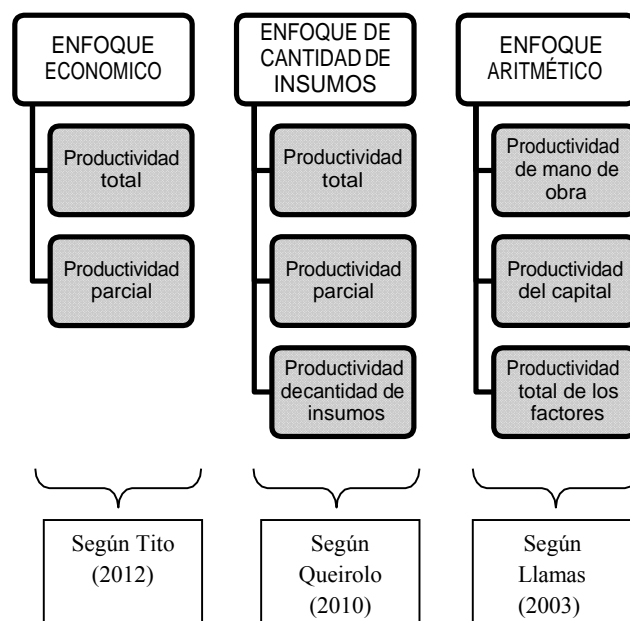 ENFOQUE
ECONOMICO
Productividad
total
Productividad
parcial
Según Tito
(2012)
ENFOQUE DE
CANTIDAD DE
INSUMOS
Productividad
total
Productividad
parcial
Productividad
decantidad de
insumos
Según
Queirolo
(2010)
ENFOQUE
ARITMÉTICO
Productividad
de mano de
obra
Productividad
del capital
Productividad
total de los
factores
Según
Llamas
(2003)